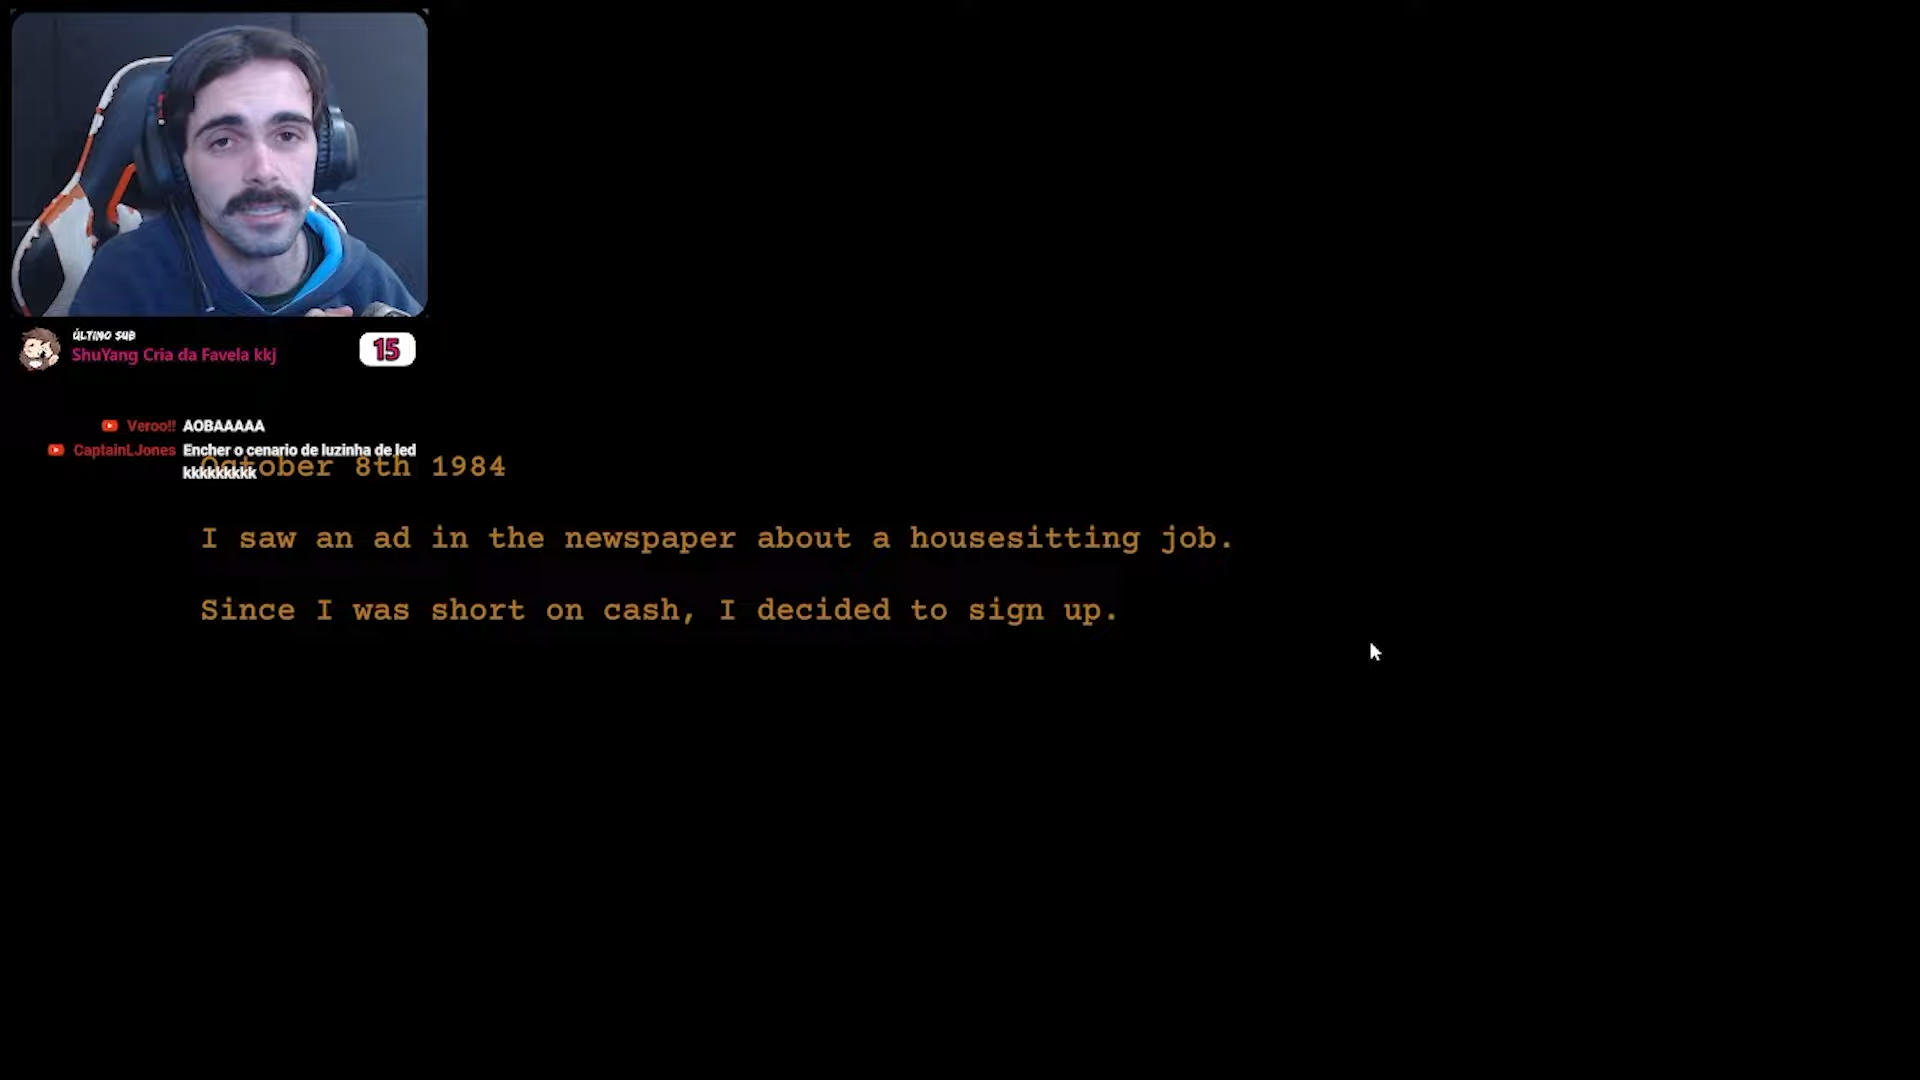 ÚLTIMO SUB
ShuYang Cria da Favela kkj
15
Veroo!! AOBAAAAA
CaptainLJones Encher o cenario de luzinha de led
kkkkkkkkk
October 8th 1984
I saw an ad in the newspaper about a housesitting job.
Since I was short on cash, I decided to sign up.